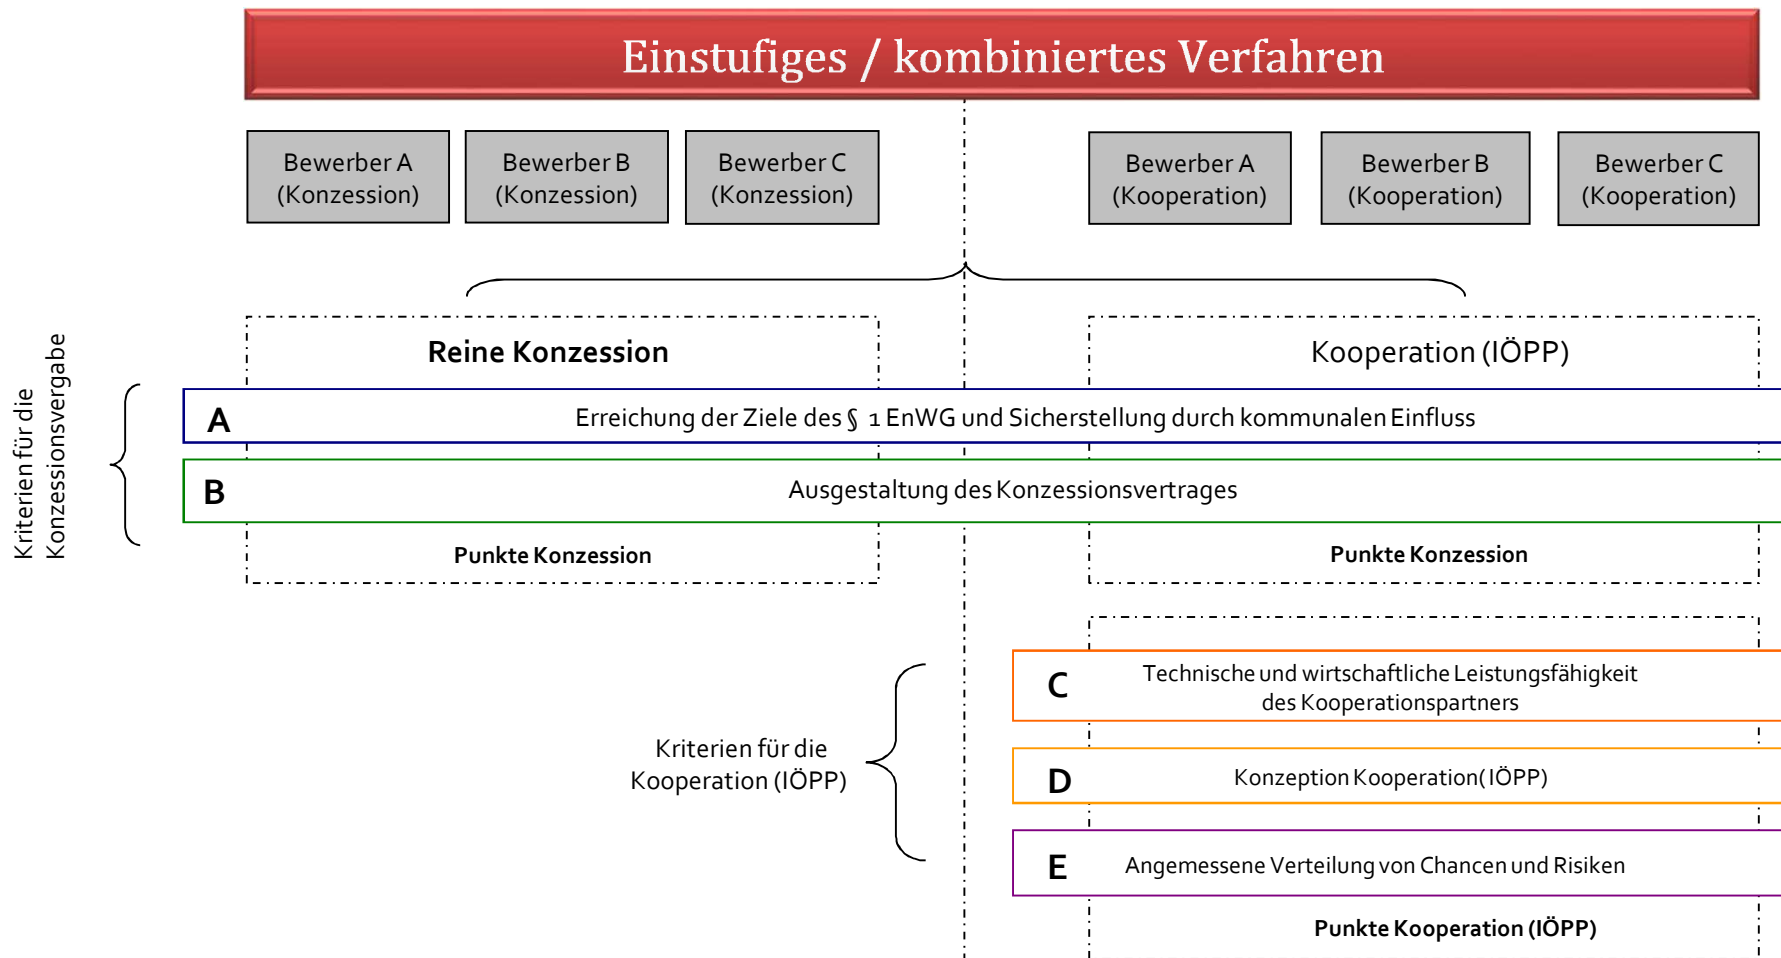 Einstufiges / kombiniertes Verfahren
Bewerber A
(Konzession)
Bewerber B
(Konzession)
Bewerber C
(Konzession)
Bewerber A
(Kooperation)
Bewerber B
(Kooperation)
Bewerber C
(Kooperation)
Reine Konzession
Kooperation (IÖPP)
Kriterien für die
Konzessionsvergabe
A
Erreichung der Ziele des § 1 EnWG und Sicherstellung durch kommunalen Einfluss
B
Ausgestaltung des Konzessionsvertrages
Punkte Konzession
Punkte Konzession
Kriterien für die
Kooperation (IÖPP)
C
Technische und wirtschaftliche Leistungsfähigkeit
des Kooperationspartners
D
Konzeption Kooperation( IÖPP)
E
Angemessene Verteilung von Chancen und Risiken
Punkte Kooperation (IÖPP)